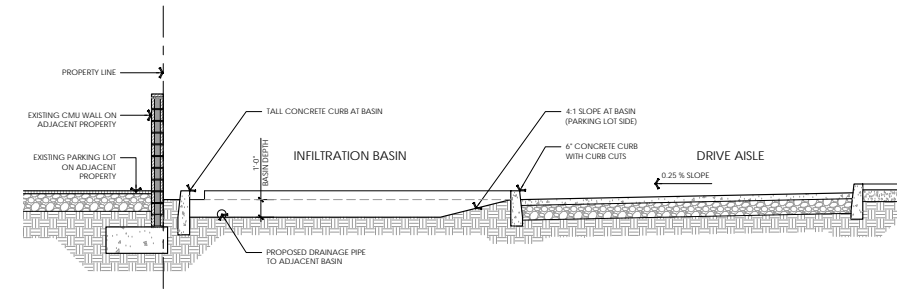 PROPERTY LINE
EXISTING CMU WALL ON
ADJACENT PROPERTY
EXISTING PARKING LOT
ON ADJACENT
PROPERTY
TALL CONCRETE CURB AT BASIN
1'-0"
BASIN DEPTH
INFILTRATION BASIN
PROPOSED DRAINAGE PIPE
TO ADJACENT BASIN
4:1 SLOPE AT BASIN
(PARKING LOT SIDE)
6" CONCRETE CURB
WITH CURB CUTS
DRIVE AISLE
0.25 % SLOPE